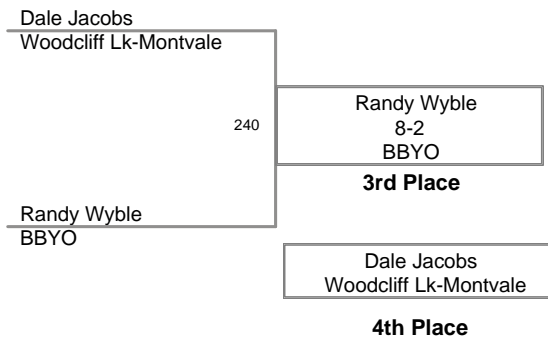 Dale Jacobs
Woodcliff Lk-Montvale
240
Randy Wyble
8-2
BBYO
3rd Place
Randy Wyble
BBYO
Dale Jacobs
Woodcliff Lk-Montvale
4th Place